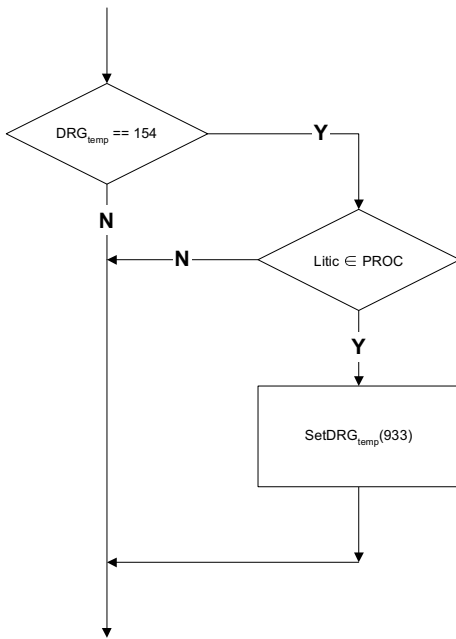 DRGtemp == 154
Y
N
N
Litic ∈ PROC
Y
SetDRGtemp(933)